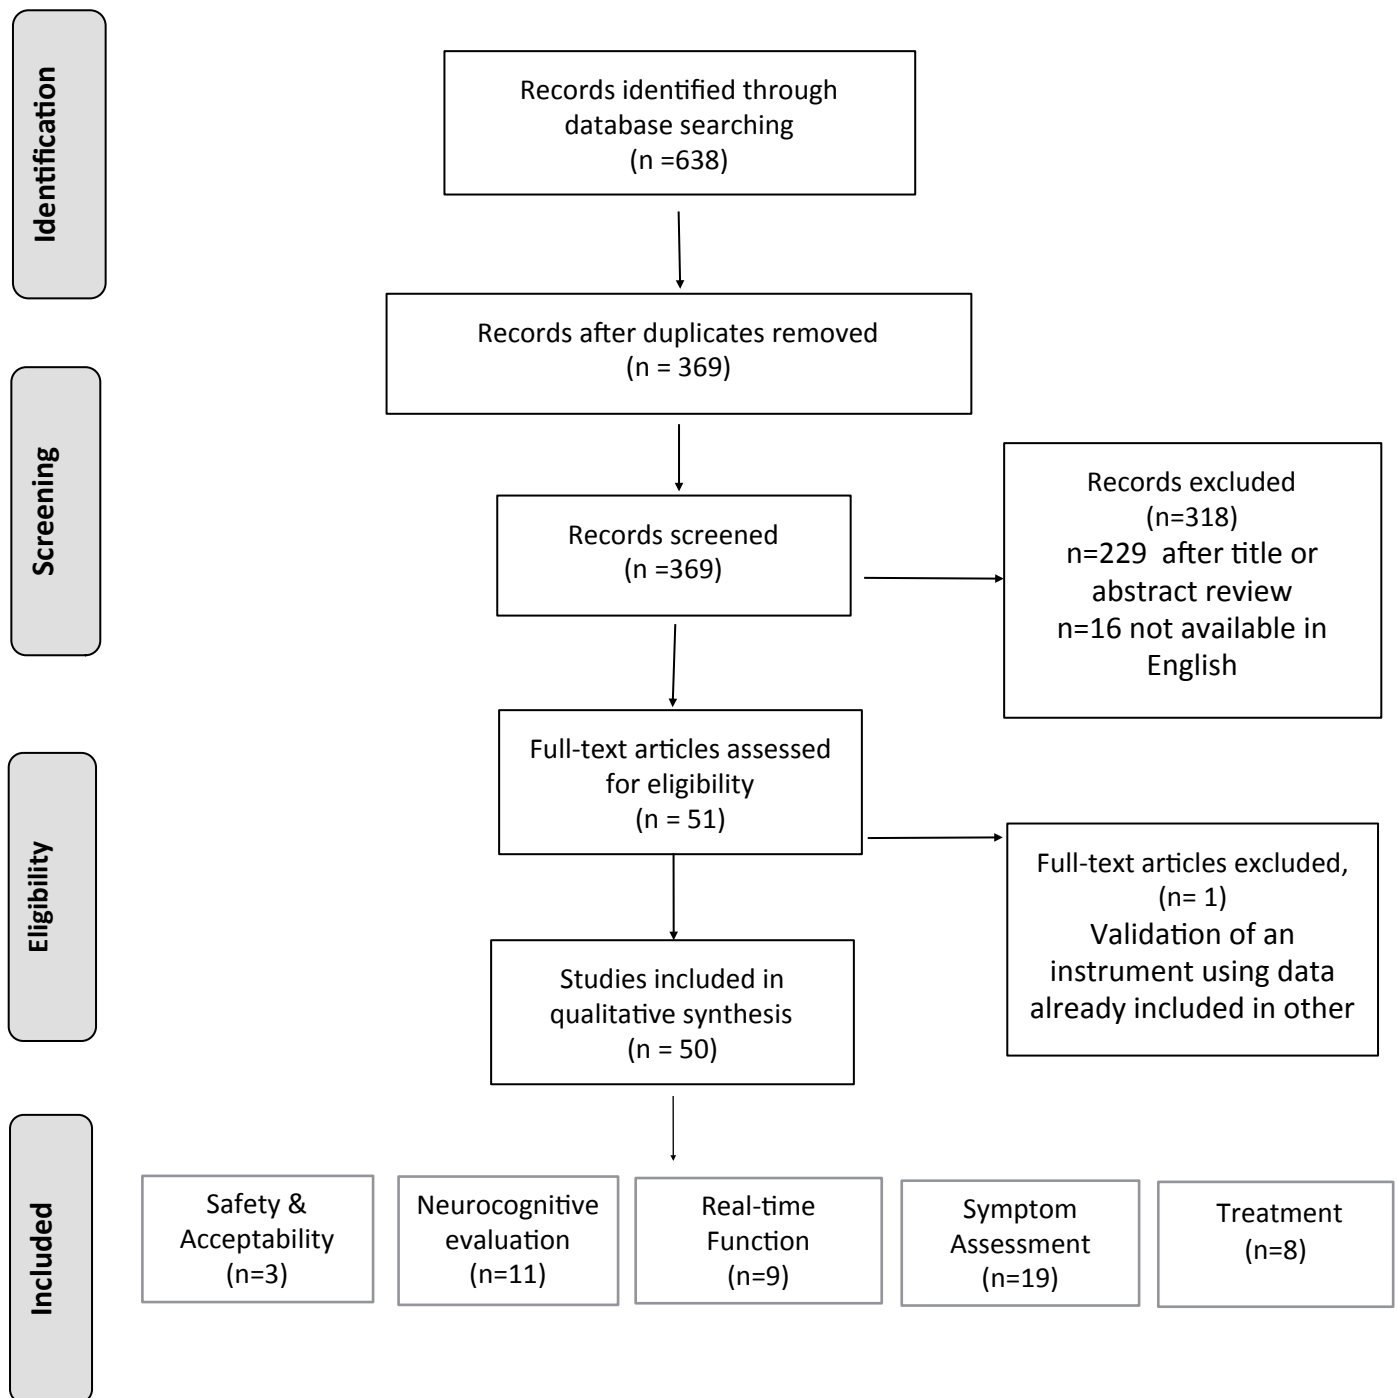 Identification
Records identified through
database searching
(n =638)
Records after duplicates removed
(n = 369)
Screening
Records screened
(n =369)
Records excluded
(n=318)
n=229  after title or
abstract review
n=16 not available in
English
Eligibility
Full-text articles assessed
for eligibility
(n = 51)
Full-text articles excluded,
(n= 1)
Validation of an
instrument using data
already included in other
Studies included in
qualitative synthesis
(n = 50)
Included
Safety &
Acceptability
(n=3)
Neurocognitive
evaluation
(n=11)
Real-time
Function
(n=9)
Symptom
Assessment
(n=19)
Treatment
(n=8)